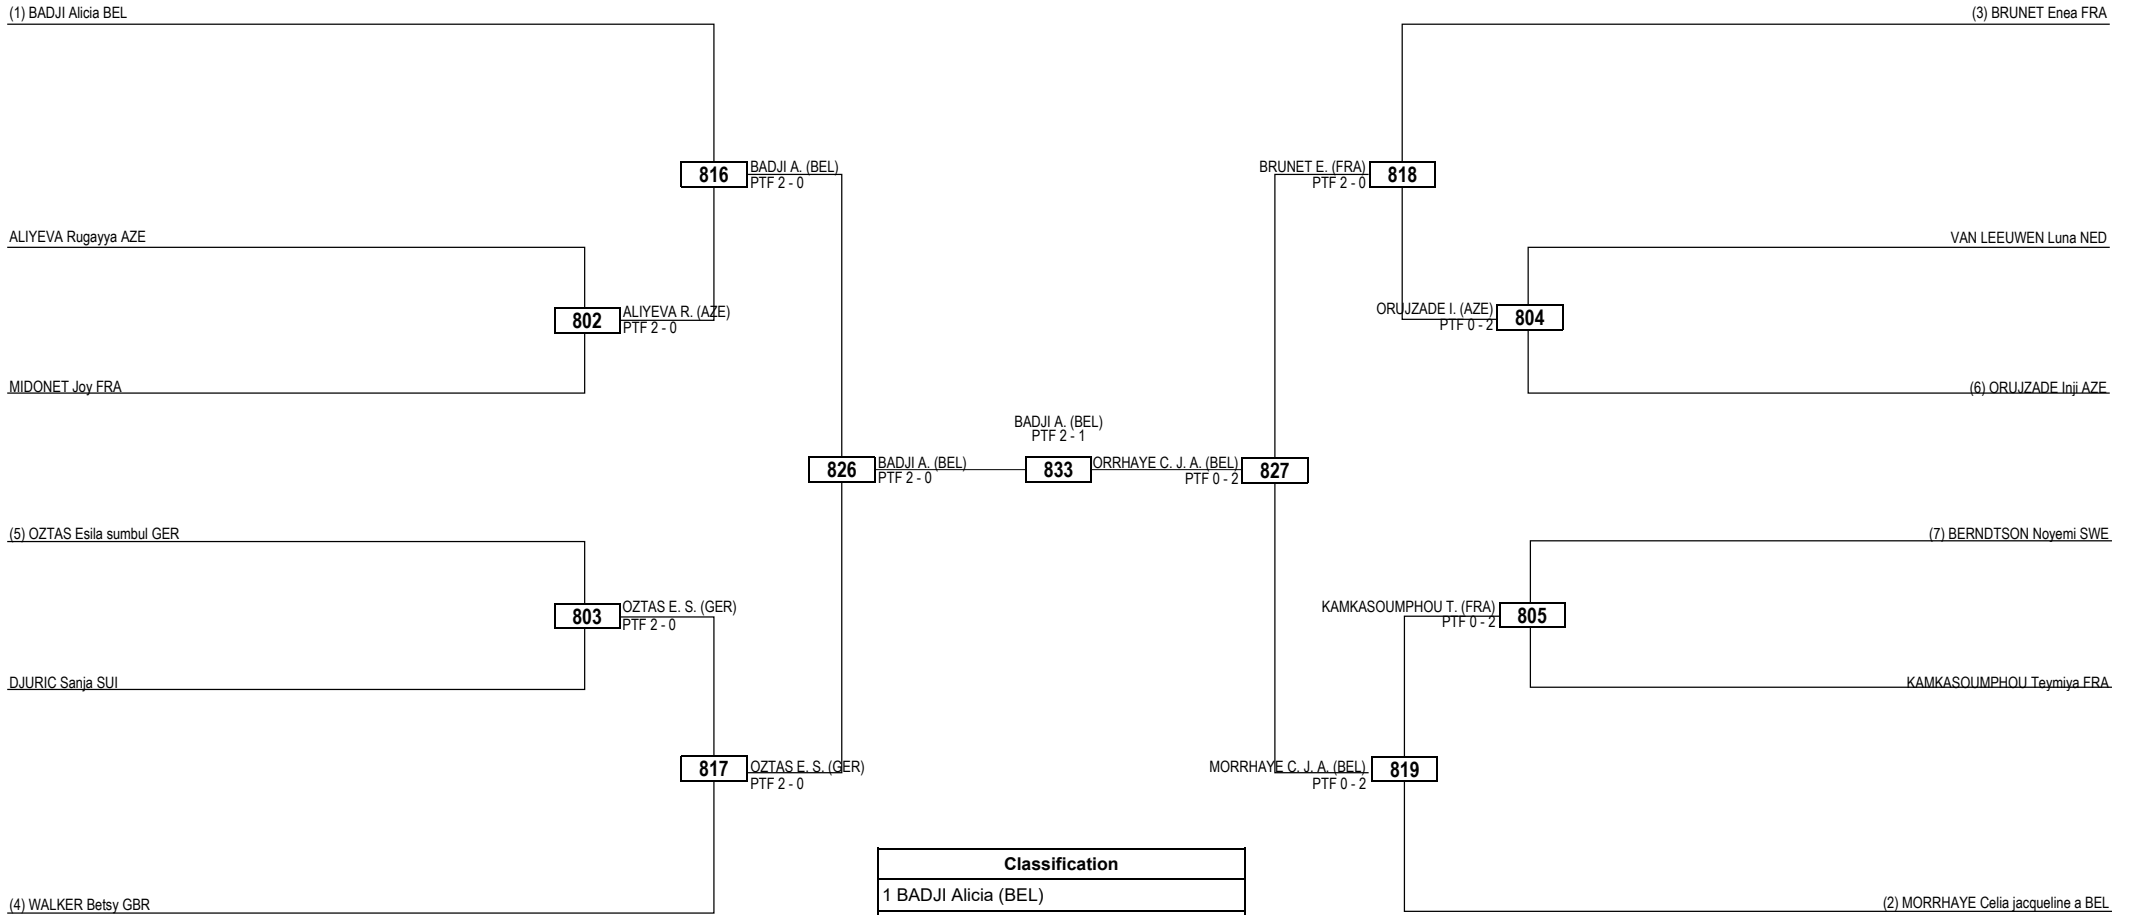 (1) BADJI Alicia BEL
(3) BRUNET Enea FRA
816
BADJI A. (BEL)
PTF 2 - 0
BRUNET E. (FRA)
PTF 2 - 0
818
ALIYEVA Rugayya AZE
VAN LEEUWEN Luna NED
802
ALIYEVA R. (AZE)
PTF 2 - 0
ORUJZADE I. (AZE)
PTF 0 - 2
804
MIDONET Joy FRA
(6) ORUJZADE Inji AZE
BADJI A. (BEL)
PTF 2 - 1
826
BADJI A. (BEL)
PTF 2 - 0
833
ORRHAYE C. J. A. (BEL)
PTF 0 - 2
827
(5) OZTAS Esila sumbul GER
(7) BERNDTSON Noyemi SWE
803
OZTAS E. S. (GER)
PTF 2 - 0
KAMKASOUMPHOU T. (FRA)
PTF 0 - 2
805
DJURIC Sanja SUI
KAMKASOUMPHOU Teymiya FRA
817
OZTAS E. S. (GER)
PTF 2 - 0
MORRHAYE C. J. A. (BEL)
PTF 0 - 2
819
Classification
1 BADJI Alicia (BEL)
(4) WALKER Betsy GBR
(2) MORRHAYE Celia jacqueline a BEL